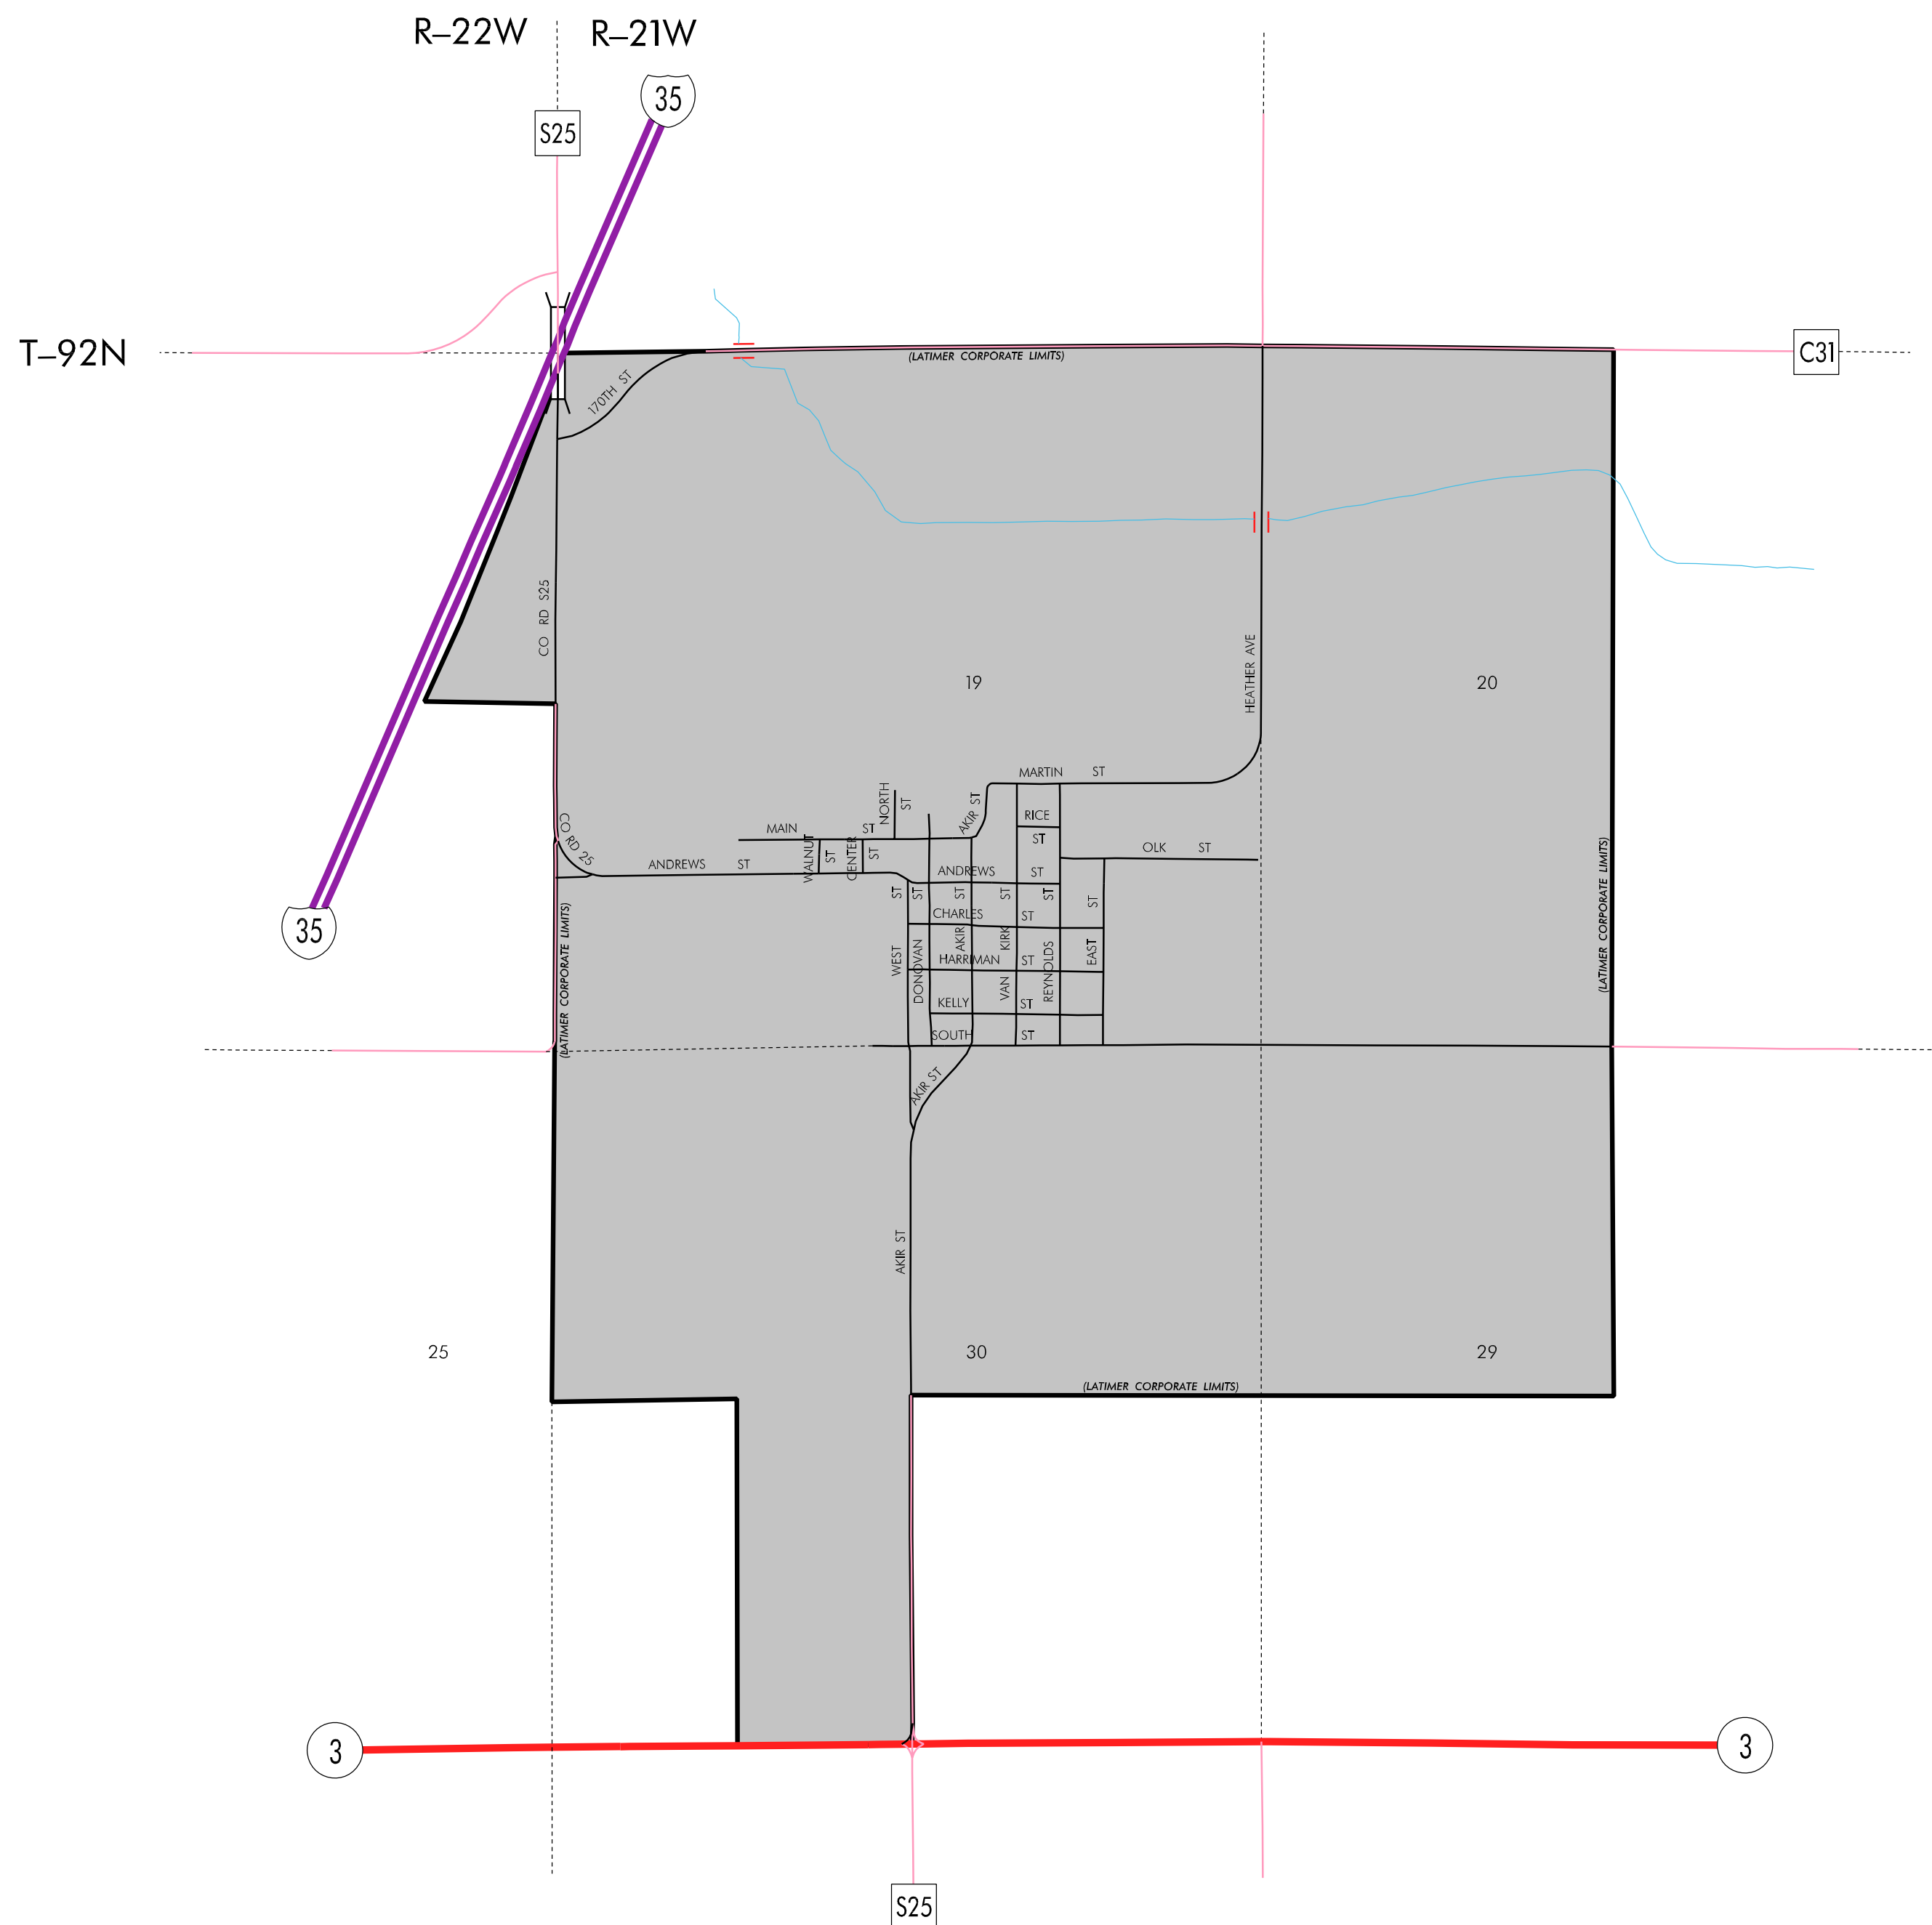 R–22W
R–21W
35
S25
T–92N
C31
(LATIMER CORPORATE LIMITS)
170TH ST
CO RD S25
HEATHER AVE
19
20
MARTIN ST
NORTH ST
AKIR ST
RICE ST
MAIN ST
WALNUT ST
CENTER ST
CO RD 25
OLK ST
ANDREWS ST
ANDREWS ST
WEST ST
DONOVAN ST
AKIR ST
VAN KIRK ST
REYNOLDS ST
EAST ST
CHARLES ST
HARRIMAN ST
KELLY ST
SOUTH ST
(LATIMER CORPORATE LIMITS)
(LATIMER CORPORATE LIMITS)
35
AKIR ST
AKIR ST
25
30
29
(LATIMER CORPORATE LIMITS)
3
3
S25